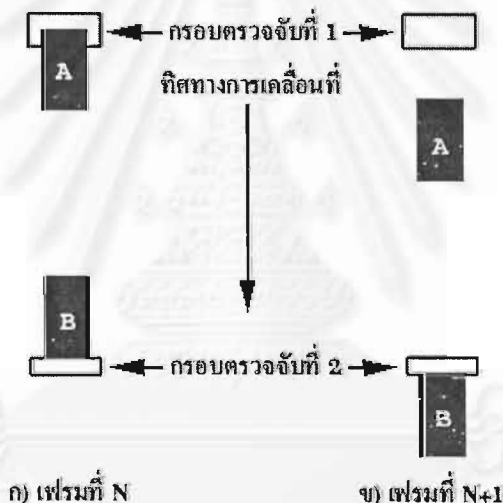 กรอบตรวจจับที่ 1
A
ทิศทางการเคลื่อนที่
A
B
กรอบตรวจจับที่ 2
B
ก) เฟรมที่ N
ข) เฟรมที่ N+1